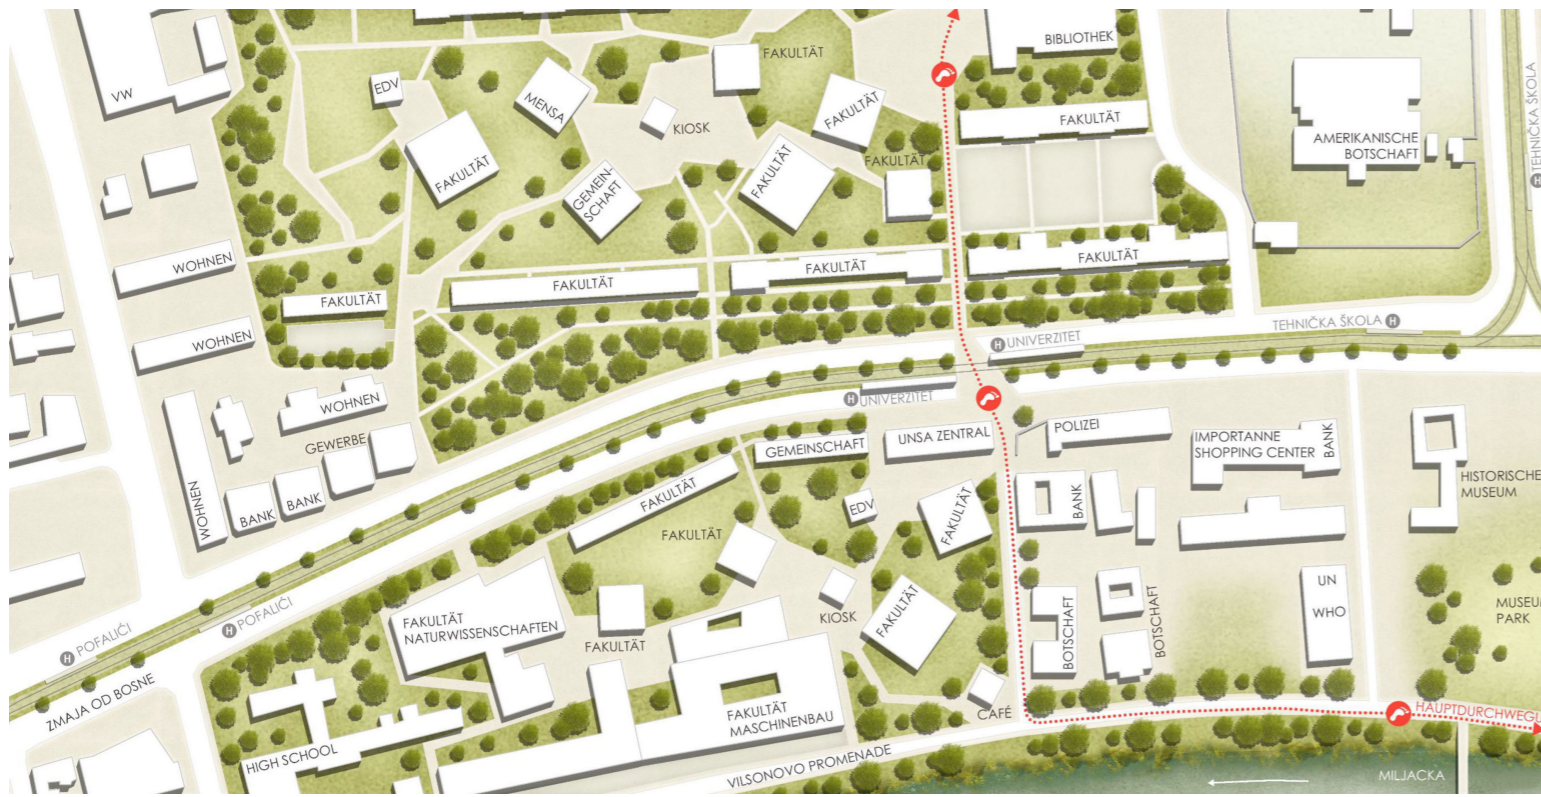 BIBLIOTHEK
FAKULTÄT
VW
EDV
MENSA
KIOSK
FAKULTÄT
FAKULTÄT
AMERIKANISCHE
BOTSCHAFT
TEHNIČKA ŠKOLA
H
FAKULTÄT
FAKULTÄT
FAKULTÄT
GEMEIN-
SCHAFT
WOHNEN
FAKULTÄT
FAKULTÄT
FAKULTÄT
FAKULTÄT
WOHNEN
H UNIVERZITET
TEHNIČKA ŠKOLA H
H UNIVERZITET
WOHNEN
GEWERBE
WOHNEN
BANK
BANK
GEMEINSCHAFT
UNSA ZENTRAL
POLIZEI
IMPORTANNE
SHOPPING CENTER
BANK
HISTORISCHE
MUSEUM
FAKULTÄT
EDV
FAKULTÄT
BANK
FAKULTÄT
H POFALIĆI
H POFALIĆI
ZMAJA OD BOSNE
FAKULTÄT
NATURWISSENSCHAFTEN
FAKULTÄT
KIOSK
FAKULTÄT
BOTSCHAFT
BOTSCHAFT
UN
WHO
MUSEUM
PARK
FAKULTÄT
MASCHINENBAU
CAFÉ
HAUPTDURCHWEGU
HIGH SCHOOL
VILSONOVO PROMENADE
MILJACKA